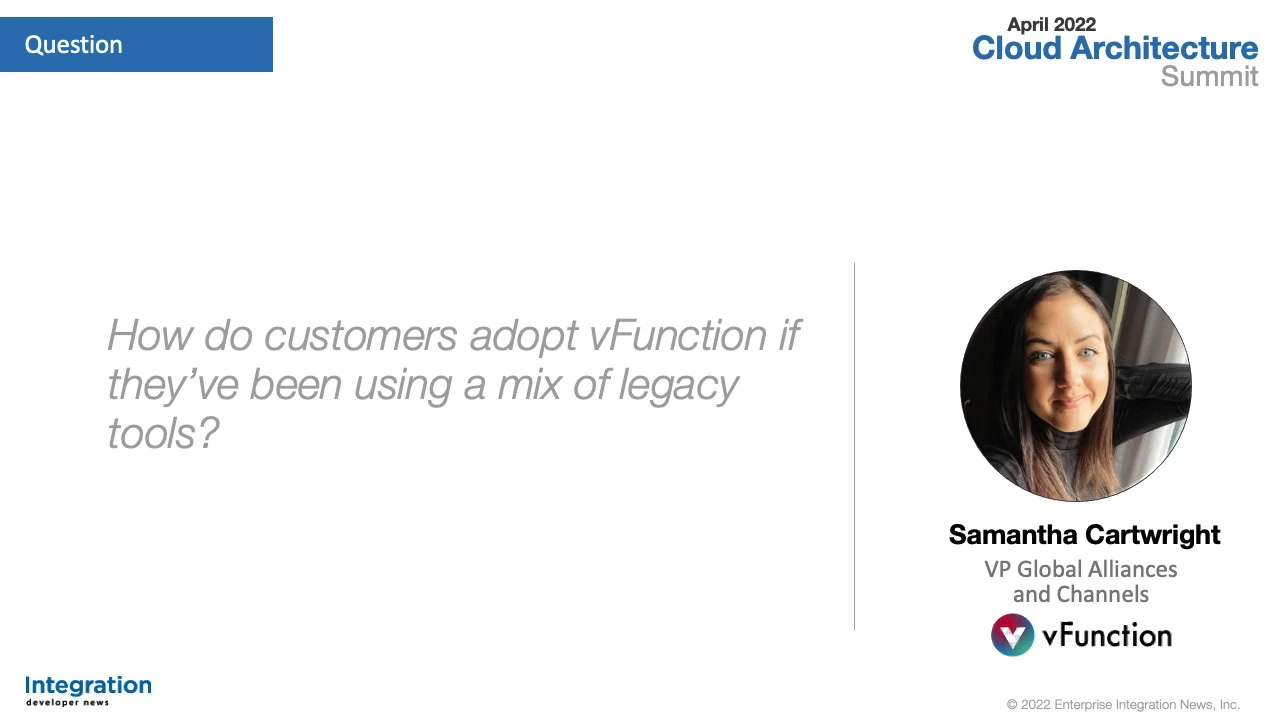 Question
April 2022
Cloud Architecture
Summit
How do customers adopt vFunction if
they’ve been using a mix of legacy
tools?
Samantha Cartwright
VP Global Alliances
and Channels
vFunction
Integration
developer news
© 2022 Enterprise Integration News, Inc.